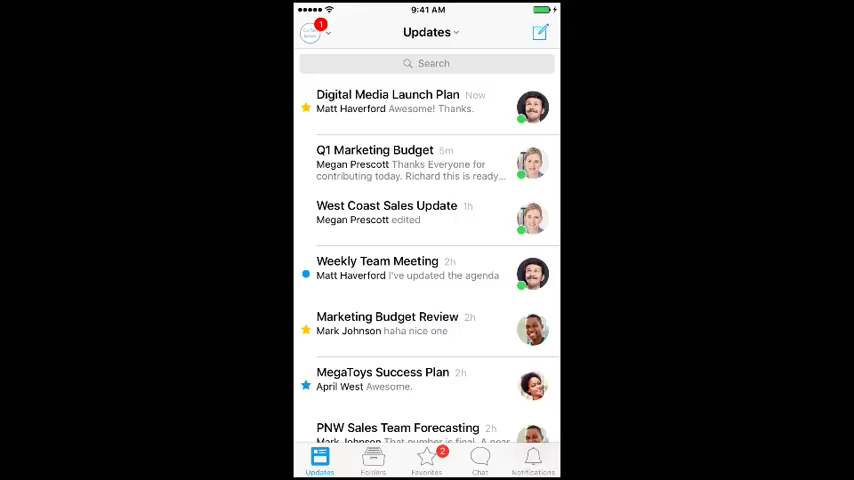 9:41 AM
1
Updates
Search
Digital Media Launch Plan Now
Matt Haverford Awesome! Thanks.
Q1 Marketing Budget 5m
Megan Prescott Thanks Everyone for
contributing today. Richard this is ready...
West Coast Sales Update 1h
Megan Prescott edited
Weekly Team Meeting 2h
Matt Haverford I've updated the agenda
Marketing Budget Review 2h
Mark Johnson haha nice one
MegaToys Success Plan 2h
April West Awesome.
PNW Sales Team Forecasting 2h
Mark Johnson That number is final. A near
2
Updates Folders Favorites Chat Notifications